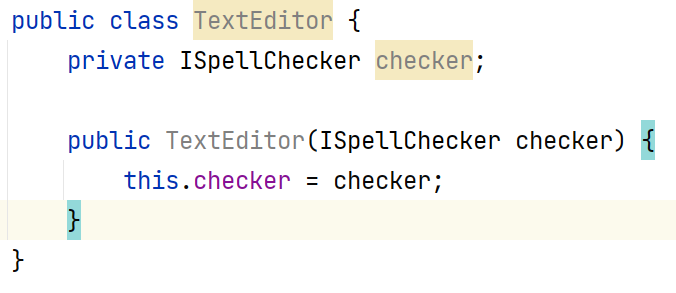 public class TextEditor {
    private ISpellChecker checker;

    public TextEditor(ISpellChecker checker) {
        this.checker = checker;
    }
}